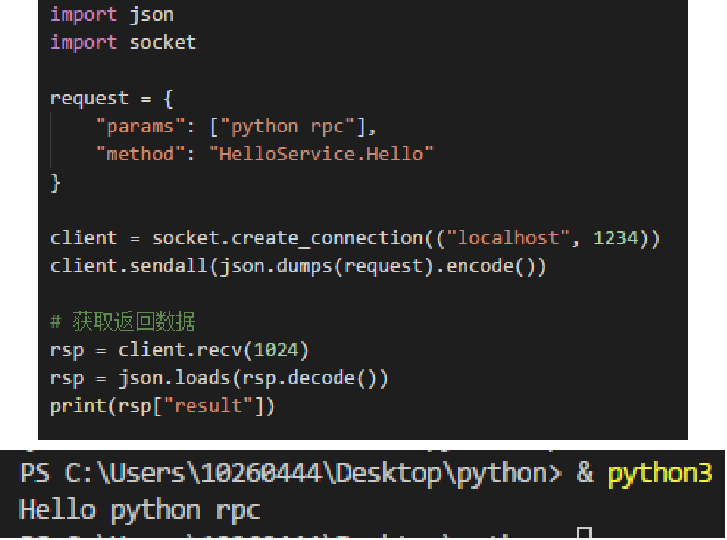 import json
import socket
request = {
"params": ["python rpc"],
"method": "HelloService.Hello"
}
client = socket.create_connection(("localhost", 1234))
client.sendall(json.dumps(request).encode())
# 获取返回数据
rsp = client.recv(1024)
rsp = json.loads(rsp.decode())
print(rsp["result"])
PS C:\Users\10260444\Desktop\python> & python3
Hello python rpc